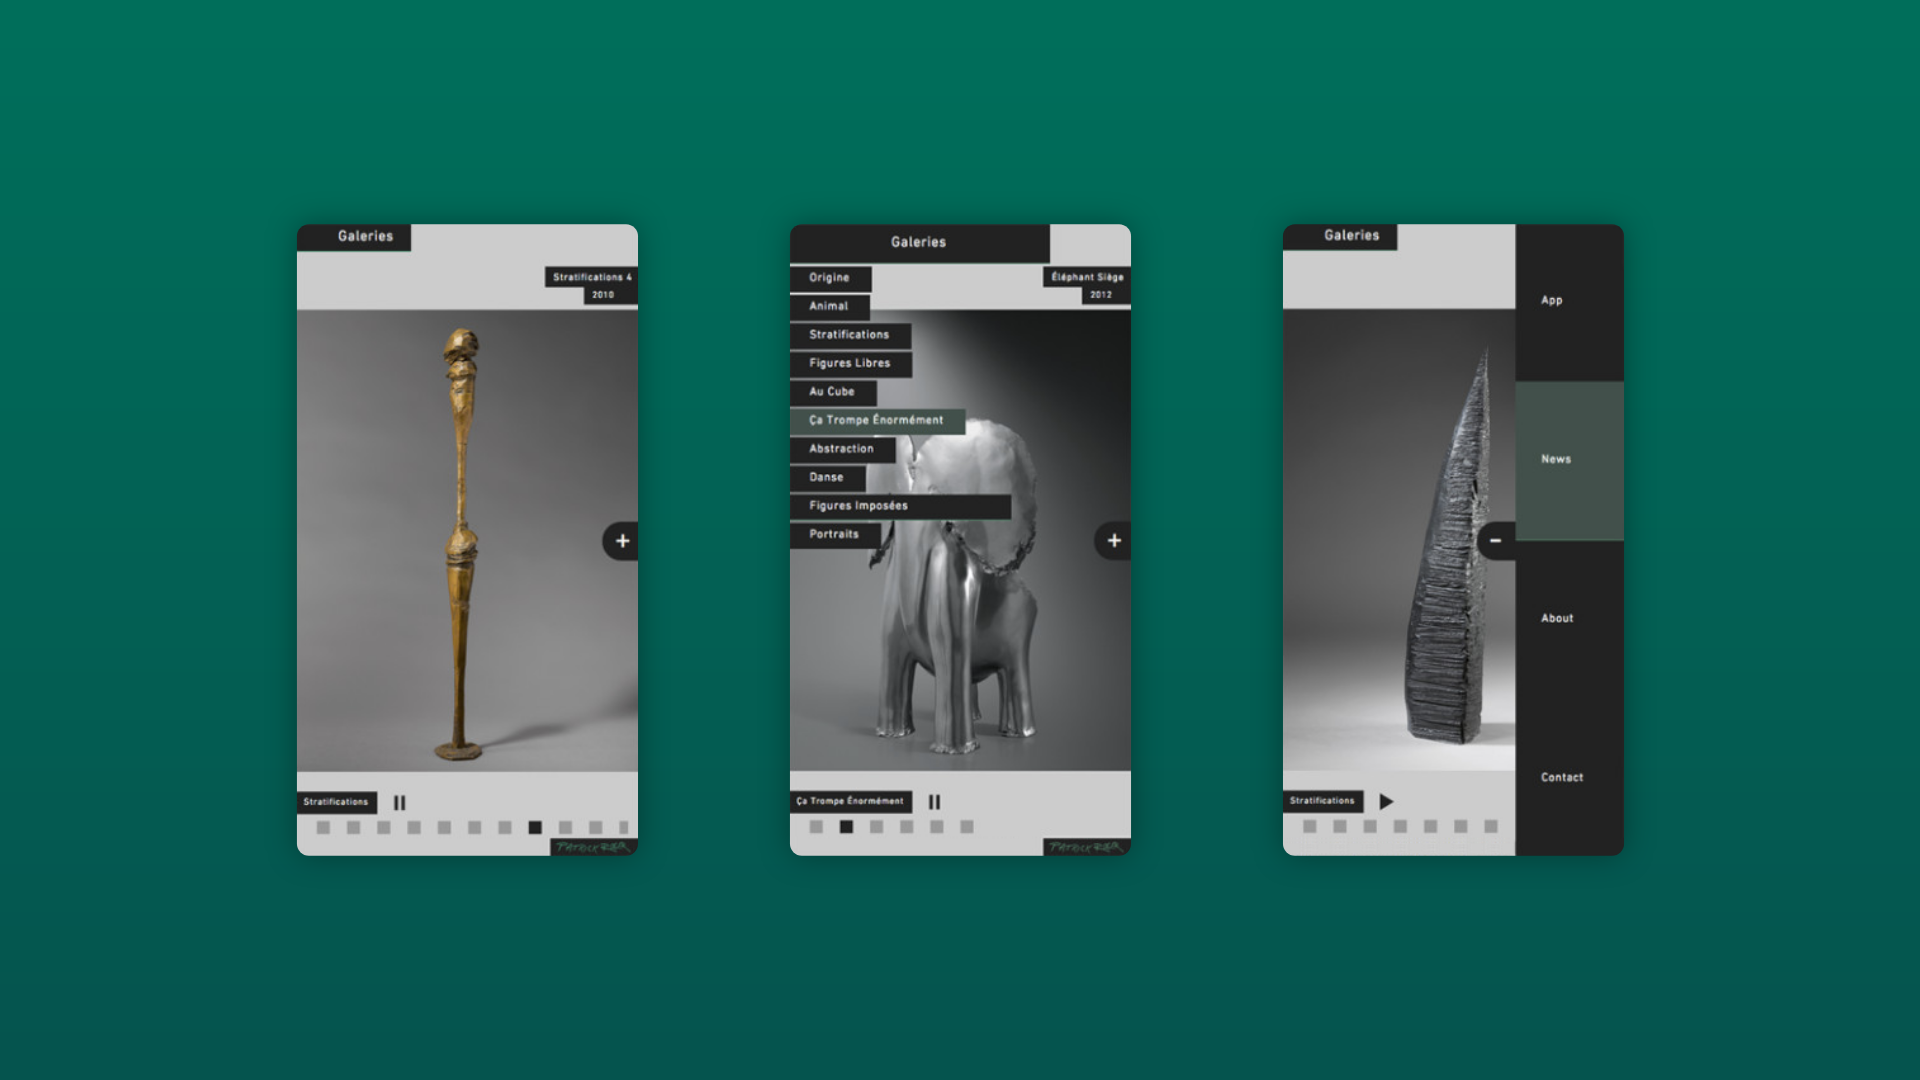 Galeries
Stratifications 4
2010
+
Stratifications
Galeries
Origine
Animal
Stratifications
Figures Libres
Au Cube
Ça Trompe Énormément
Abstraction
Danse
Figures Imposées
Portraits
Éléphant Siège
2012
+
Ça Trompe Énormément
Galeries
App
News
About
Contact
-
Stratifications